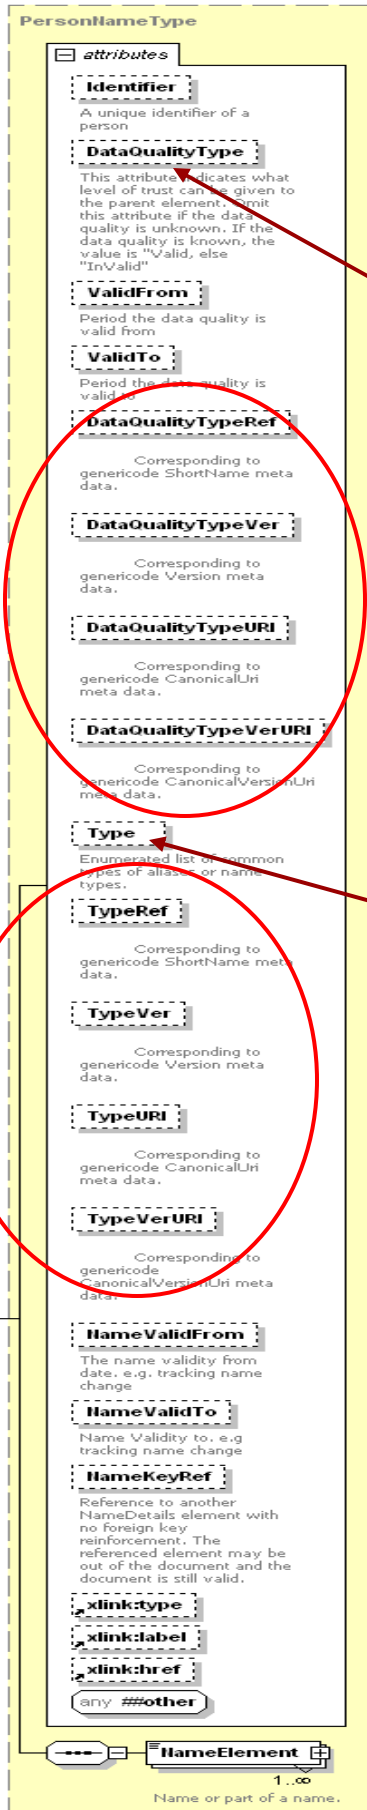 PersonNameType
attributes
Identifier
A unique identifier of a
person
DataQualityType
This attribute indicates what
level of trust can be given to
the parent element. Omit
this attribute if the data
quality is unknown. If the
data quality is known, the
value is "Valid, else
"InValid"
ValidFrom
Period the data quality is
valid from
ValidTo
Period the data quality is
valid to
DataQualityTypeRef
Corresponding to
genericode ShortName meta
data.
DataQualityTypeVer
Corresponding to
genericode Version meta
data.
DataQualityTypeURI
Corresponding to
genericode CanonicalUri
meta data.
DataQualityTypeVerURI
Corresponding to
genericode CanonicalVersionUri
meta data.
Type
Enumerated list of common
types of aliases or name
types.
TypeRef
Corresponding to
genericode ShortName meta
data.
TypeVer
Corresponding to
genericode Version meta
data.
TypeURI
Corresponding to
genericode CanonicalUri
meta data.
TypeVerURI
Corresponding to
genericode
CanonicalVersionUri meta
data.
NameValidFrom
The name validity from
date. e.g. tracking name
change
NameValidTo
Name Validity to. e.g
tracking name change
NameKeyRef
Reference to another
NameDetails element with
no foreign key
reinforcement. The
referenced element may be
out of the document and the
document is still valid.
xlink:type
xlink:label
xlink:href
any ##other
NameElement
1..∞
Name or part of a name.